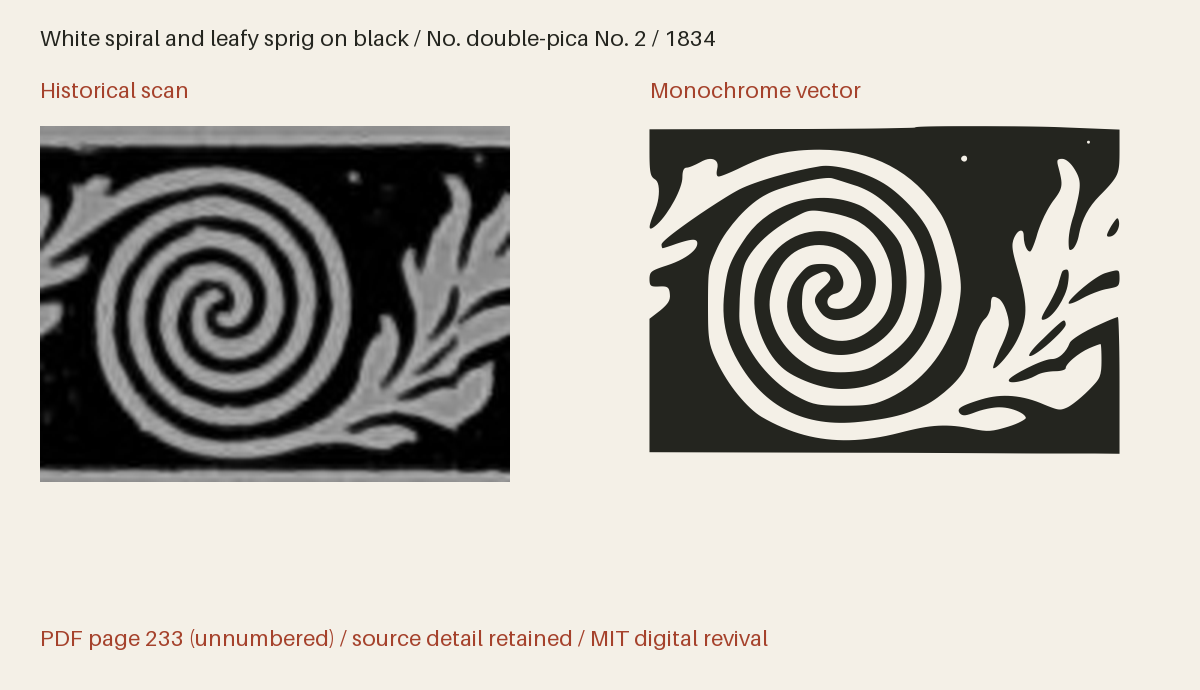 White spiral and leafy sprig on black / No. double-pica No. 2 / 1834
Historical scan
Monochrome vector
PDF page 233 (unnumbered) / source detail retained / MIT digital revival